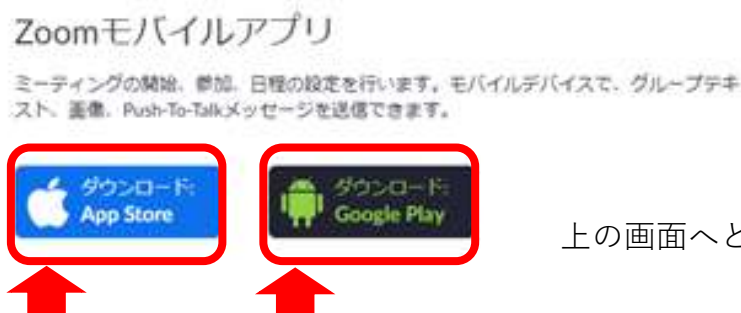 Zoomモバイルアプリ
ミーティングの開始、参加、日程の設定を行います。モバイルデバイスで、グループテキ
スト、画像、Push-To-Talkメッセージを送信できます。
ダウンロード:
App Store
ダウンロード:
Google Play
上の画面へと